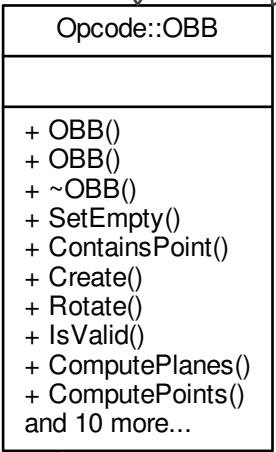 Opcode::OBB
+ OBB()
+ OBB()
+ ~OBB()
+ SetEmpty()
+ ContainsPoint()
+ Create()
+ Rotate()
+ IsValid()
+ ComputePlanes()
+ ComputePoints()
and 10 more...